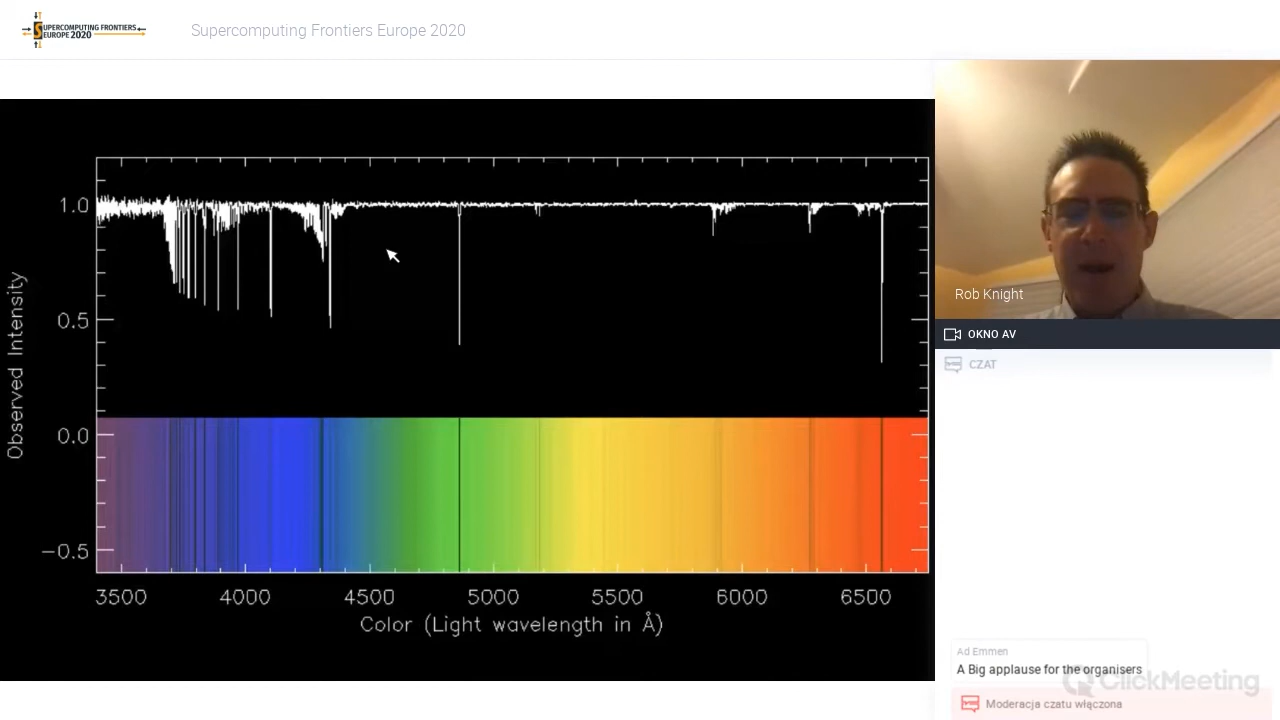 SUPERCOMPUTING FRONTIERS
EUROPE 2020
Supercomputing Frontiers Europe 2020
1.0
0.5
0.0
−0.5
Observed Intensity
3500 4000 4500 5000 5500 6000 6500
Color (Light wavelength in Å)
Rob Knight
OKNO AV
CZAT
Ad Emmen
A Big applause for the organisers
ClickMeeting
Moderacja czatu włączona